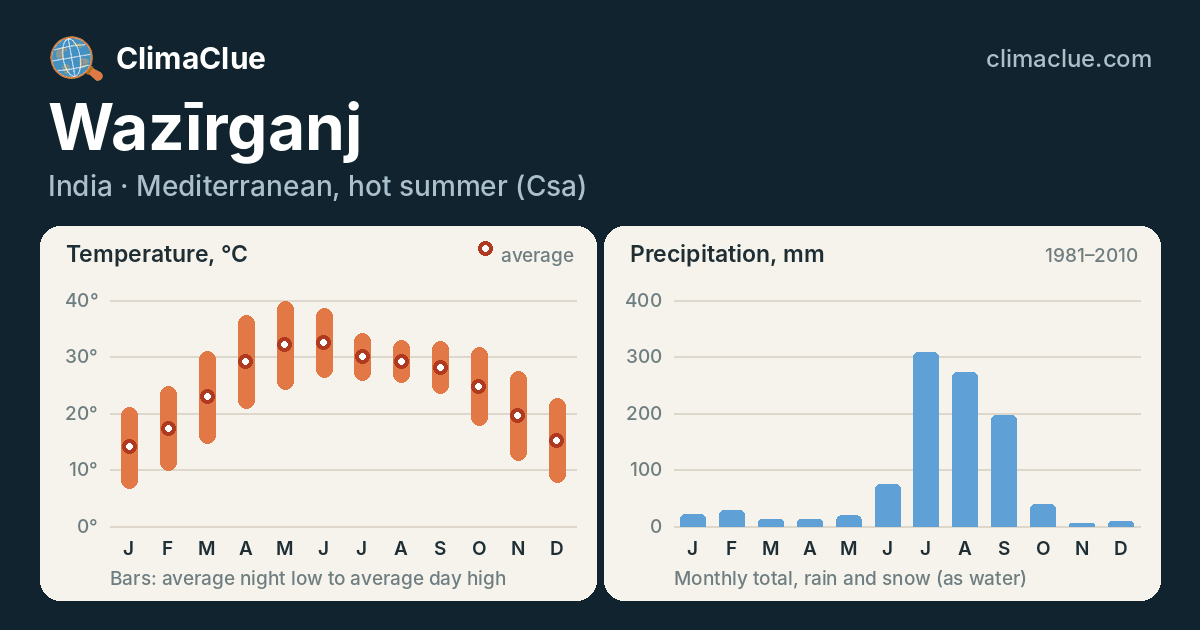 ClimaClue
climaclue.com
Wazīrganj
India · Mediterranean, hot summer (Csa)
Temperature, °C
average
40°
30°
20°
10°
0°
J F M A M J J A S O N D
Bars: average night low to average day high
Precipitation, mm
1981–2010
400
300
200
100
0
J F M A M J J A S O N D
Monthly total, rain and snow (as water)